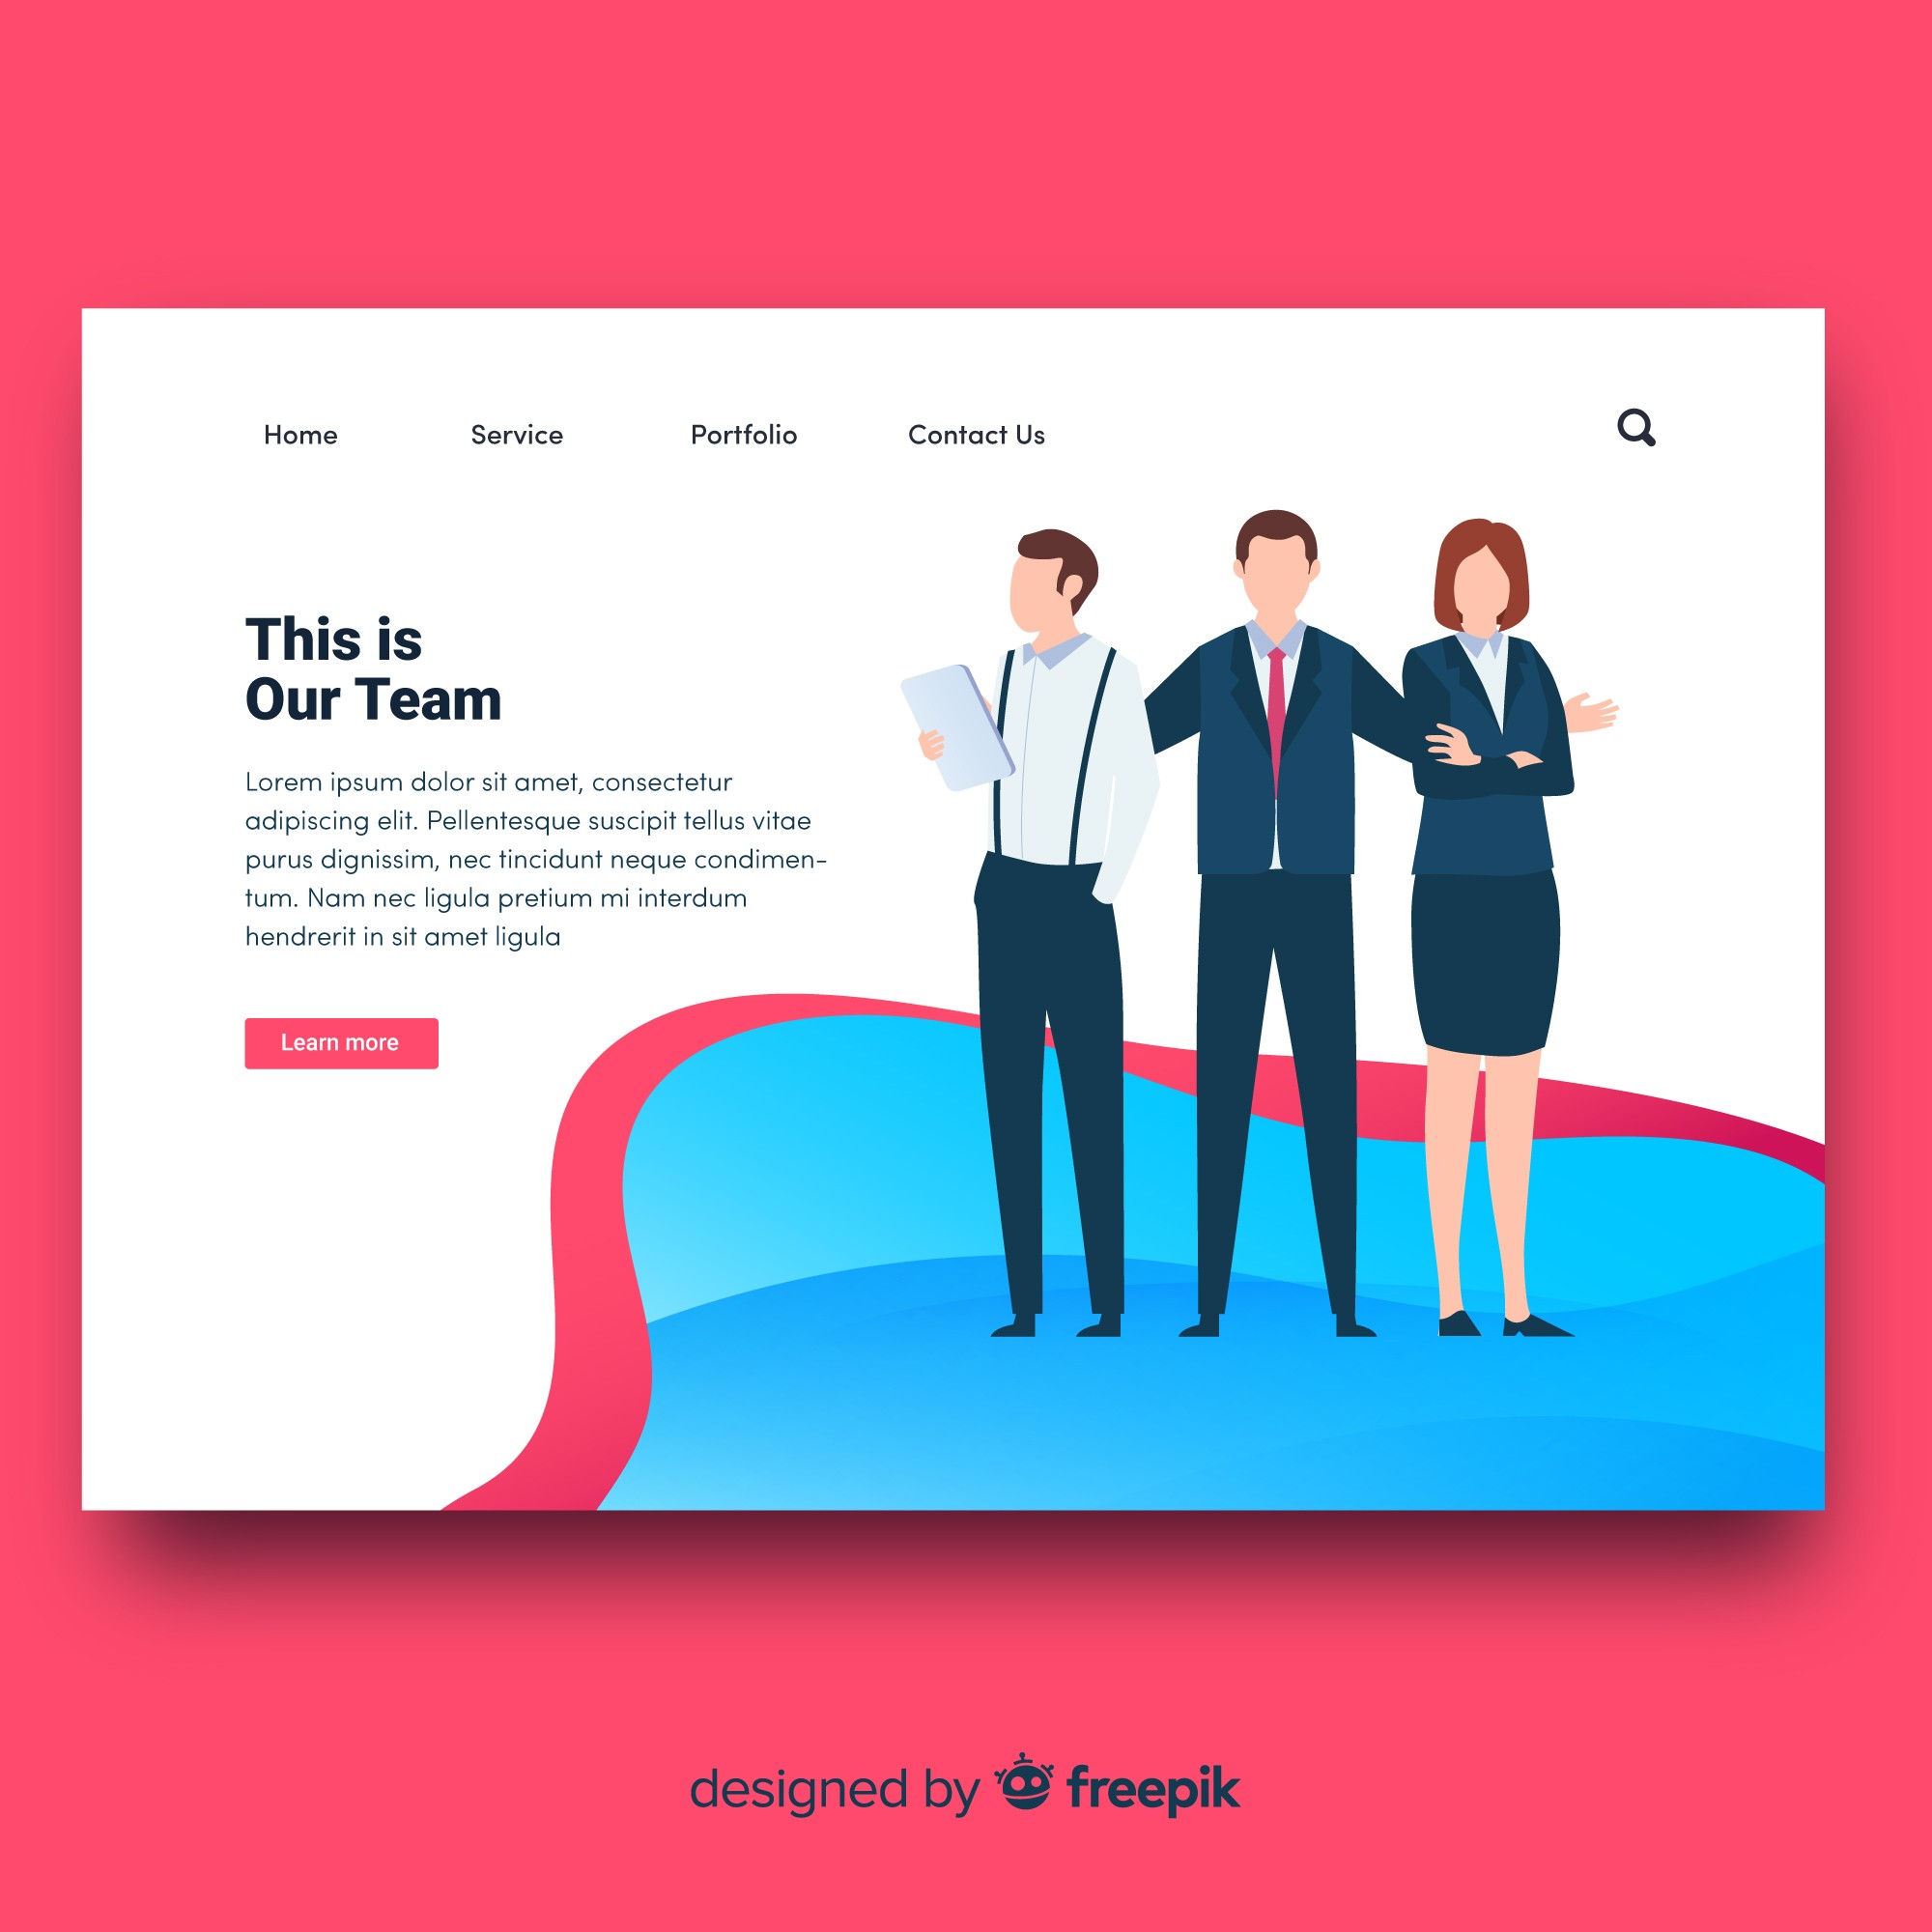 Home Service Portfolio Contact Us
This is
Our Team
Lorem ipsum dolor sit amet, consectetur
adipiscing elit. Pellentesque suscipit tellus vitae
purus dignissim, nec tincidunt neque condimen-
tum. Nam nec ligula pretium mi interdum
hendrerit in sit amet ligula
Learn more
designed by freepik